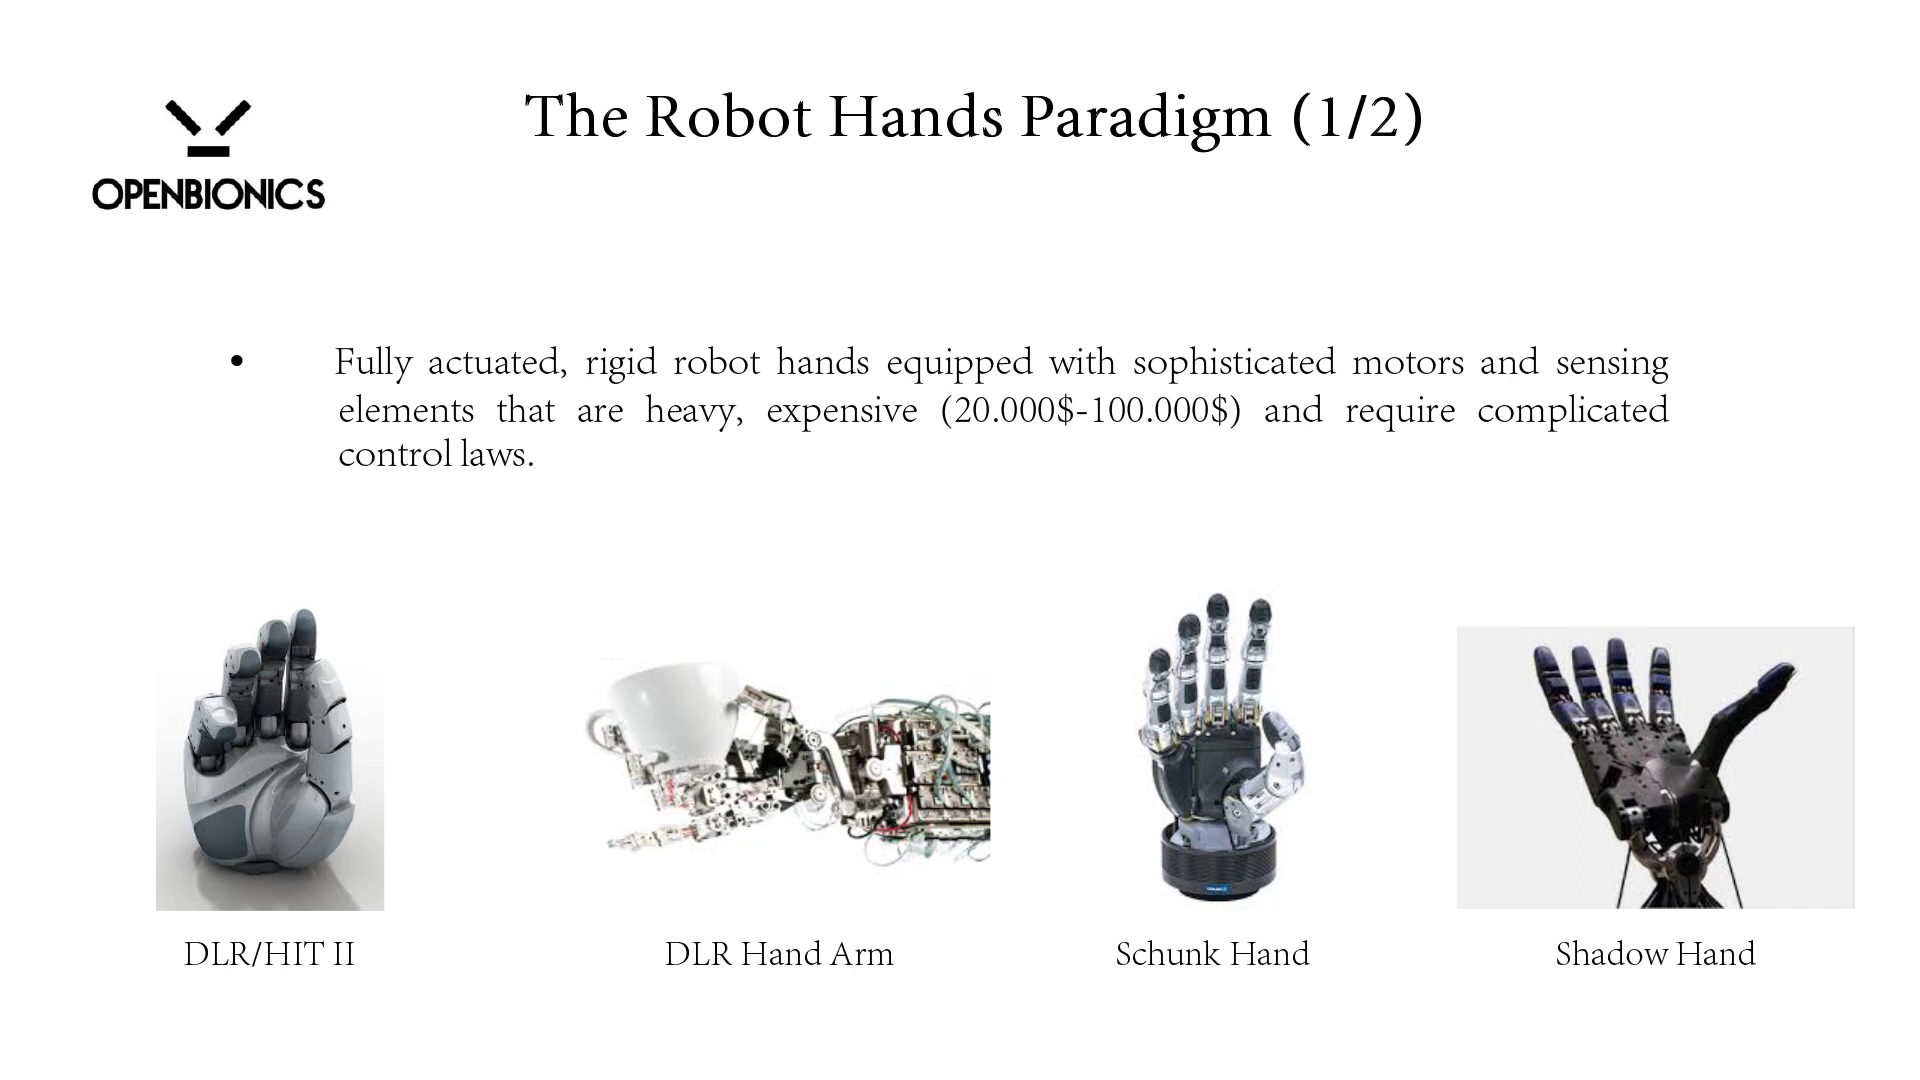 The Robot Hands Paradigm (1/2)
OPENBIONICS
• Fully actuated, rigid robot hands equipped with sophisticated motors and sensing
elements that are heavy, expensive (20.000$-100.000$) and require complicated
control laws.
DLR/HIT II
DLR Hand Arm
Schunk Hand
Shadow Hand